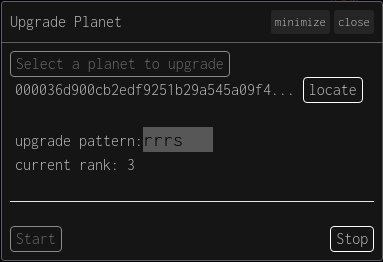 Upgrade Planet minimize close
Select a planet to upgrade
000036d900cb2edf9251b29a545a09f4... locate
upgrade pattern:rrrs
current rank: 3
Start Stop